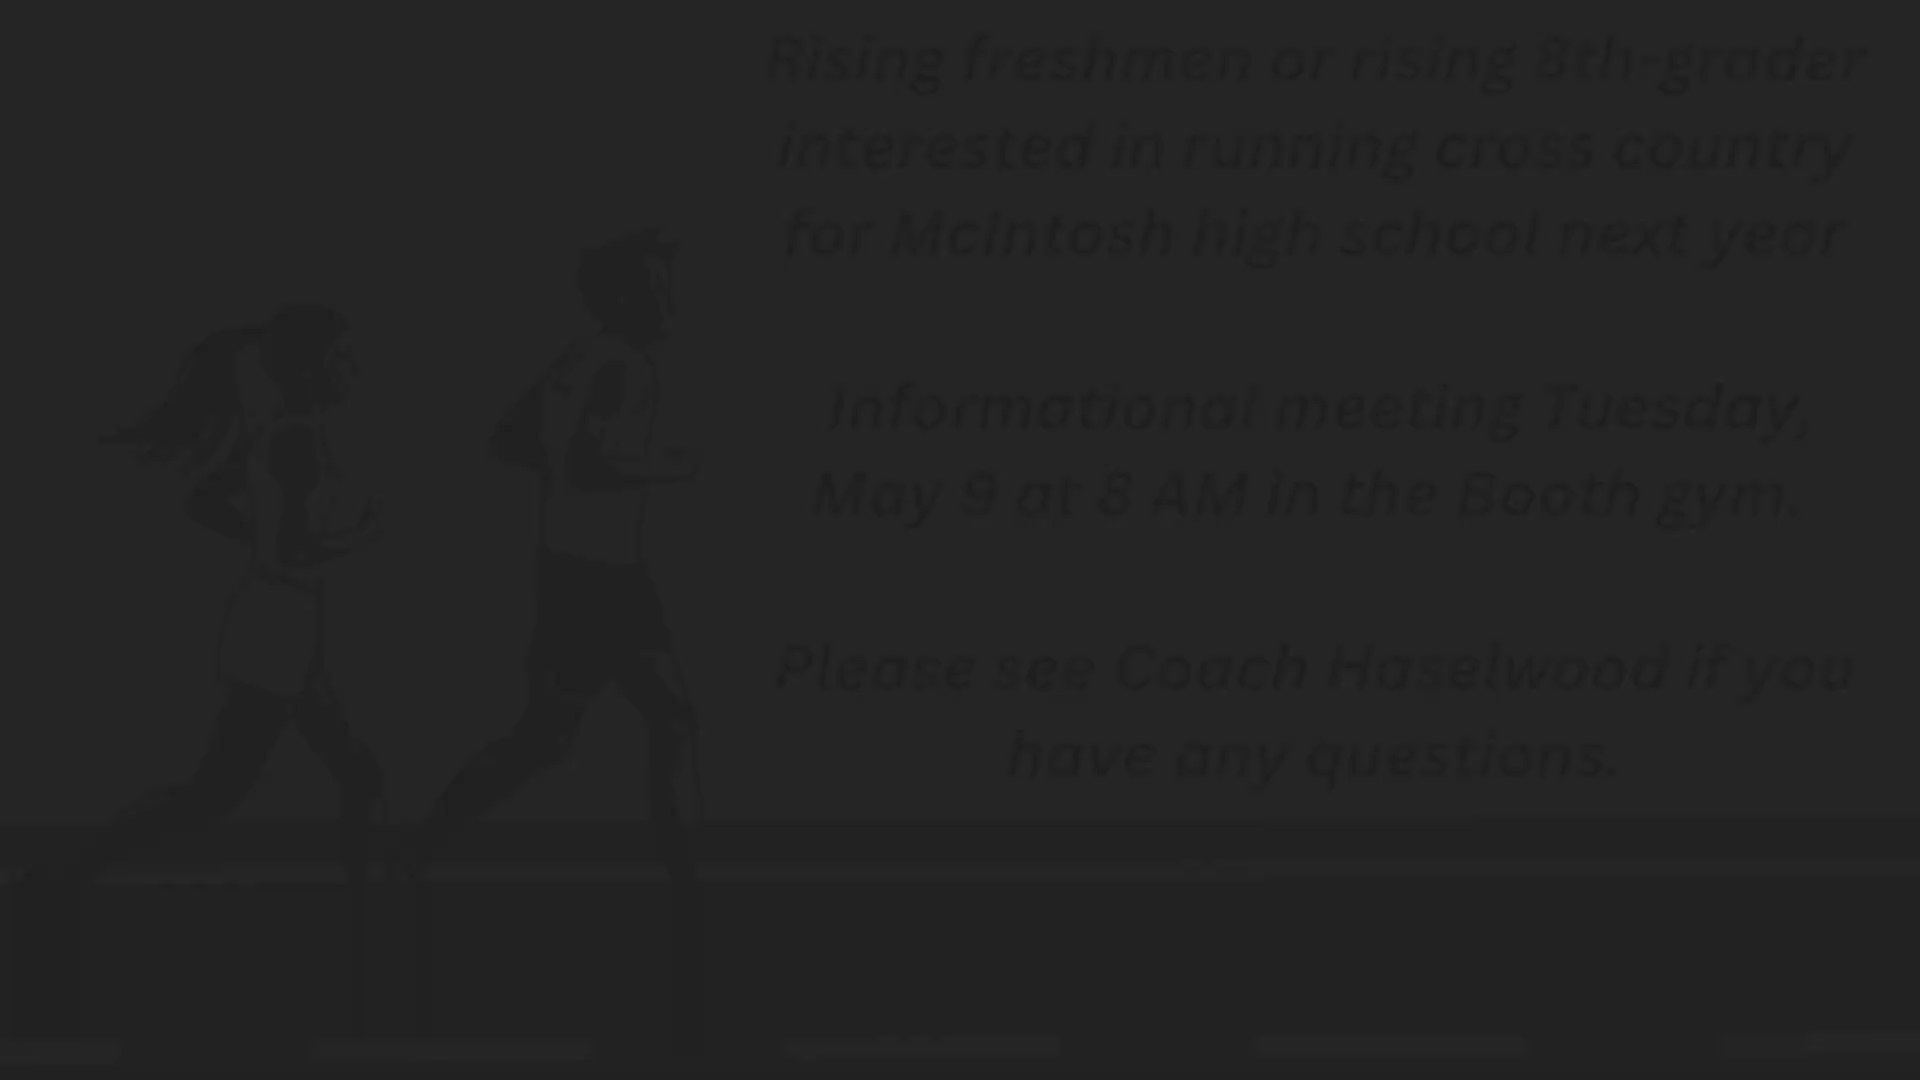 Rising freshmen or rising 8th-grader
interested in running cross country
for McIntosh high school next year
Informational meeting Tuesday,
May 9 at 8 AM in the Booth gym.
Please see Coach Haselwood if you
have any questions.